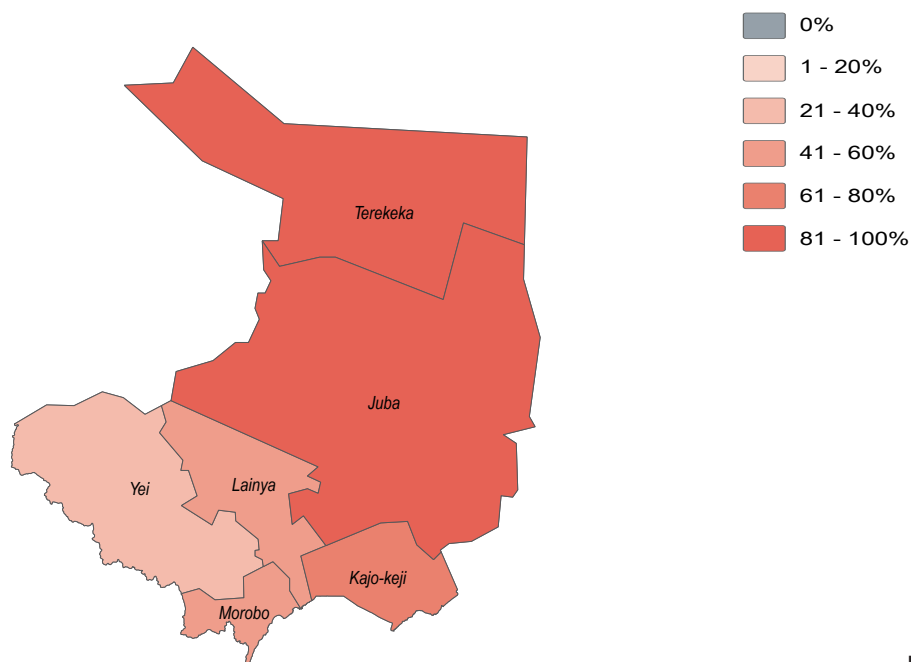 0%
1 - 20%
21 - 40%
41 - 60%
61 - 80%
81 - 100%
Terekeka
Juba
Yei
Lainya
Kajo-keji
Morobo